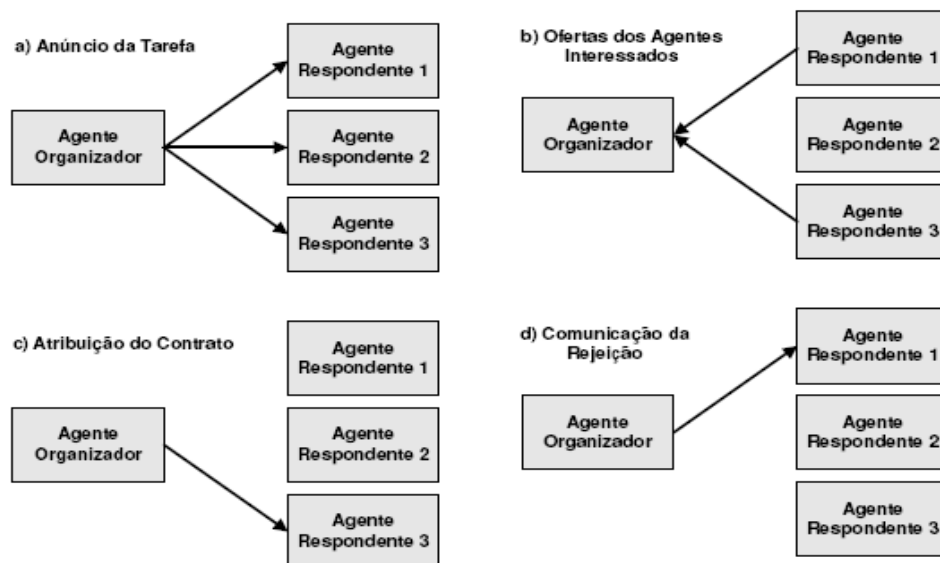 a) Anúncio da Tarefa
Agente
Organizador
Agente
Respondente 1
Agente
Respondente 2
Agente
Respondente 3
b) Ofertas dos Agentes
Interessados
Agente
Organizador
Agente
Respondente 1
Agente
Respondente 2
Agente
Respondente 3
c) Atribuição do Contrato
Agente
Organizador
Agente
Respondente 1
Agente
Respondente 2
Agente
Respondente 3
d) Comunicação da
Rejeição
Agente
Organizador
Agente
Respondente 1
Agente
Respondente 2
Agente
Respondente 3